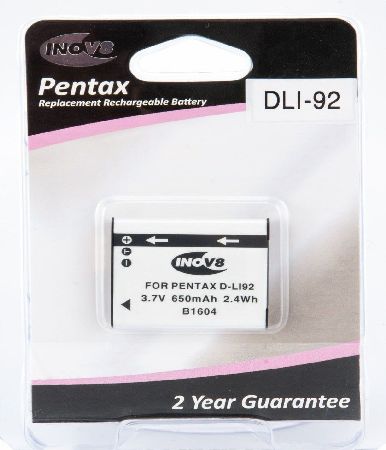 INOV8
Pentax
Replacement Rechargeable Battery
DLI-92
INOV8
FOR PENTAX D-LI92
3.7V 650mAh 2.4Wh
B1604
2 Year Guarantee